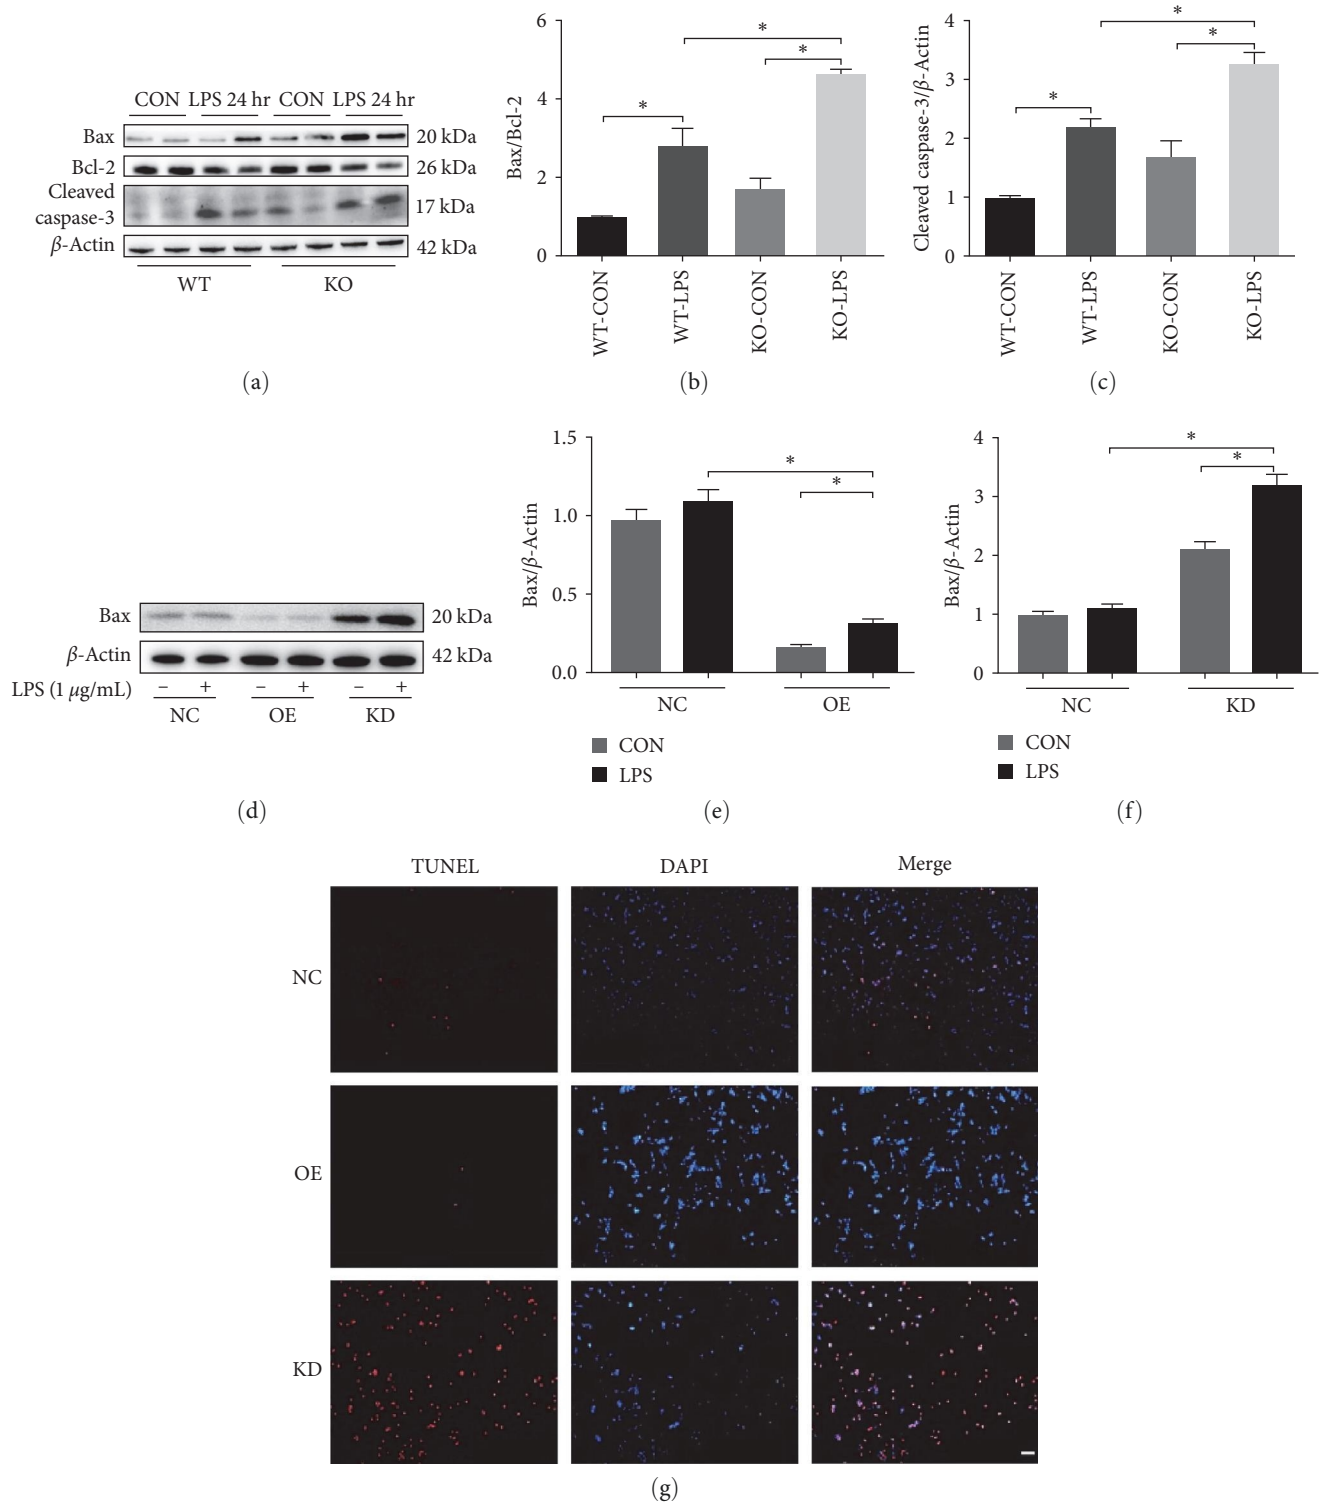 CON LPS 24 hr CON LPS 24 hr
Bax 20 kDa
Bcl-2 26 kDa
Cleaved
caspase-3 17 kDa
β-Actin 42 kDa
WT KO
(a)
6
4
2
0
Bax/Bcl-2
* * * 
WT-CON
WT-LPS
KO-CON
KO-LPS
(b)
4
3
2
1
0
Cleaved caspase-3/β-Actin
* * *
WT-CON
WT-LPS
KO-CON
KO-LPS
(c)
Bax 20 kDa
β-Actin 42 kDa
LPS (1 μg/mL) − + − + − +
NC OE KD
(d)
1.5
1.0
0.5
0.0
Bax/β-Actin
*
*
NC OE
CON
LPS
(e)
4
3
2
1
0
Bax/β-Actin
*
*
NC KD
CON
LPS
(f)
TUNEL DAPI Merge
NC
OE
KD
(g)